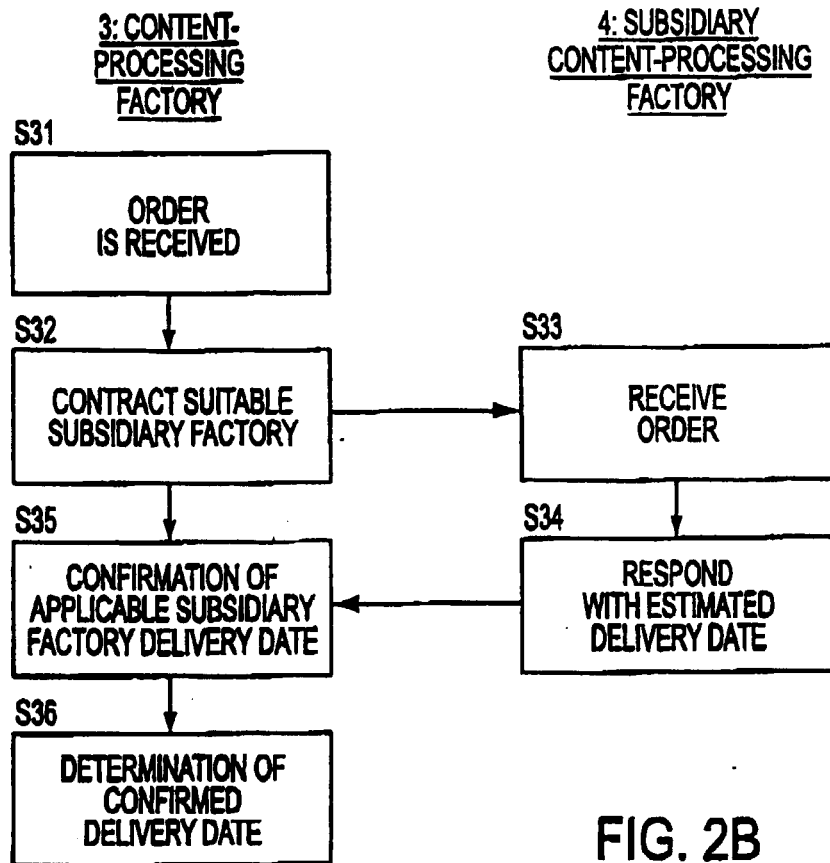 3: CONTENT-
PROCESSING
FACTORY
4: SUBSIDIARY
CONTENT-PROCESSING
FACTORY
S31
ORDER
IS RECEIVED
S32
CONTRACT SUITABLE
SUBSIDIARY FACTORY
S33
RECEIVE
ORDER
S34
RESPOND
WITH ESTIMATED
DELIVERY DATE
S35
CONFIRMATION OF
APPLICABLE SUBSIDIARY
FACTORY DELIVERY DATE
S36
DETERMINATION OF
CONFIRMED
DELIVERY DATE
FIG. 2B